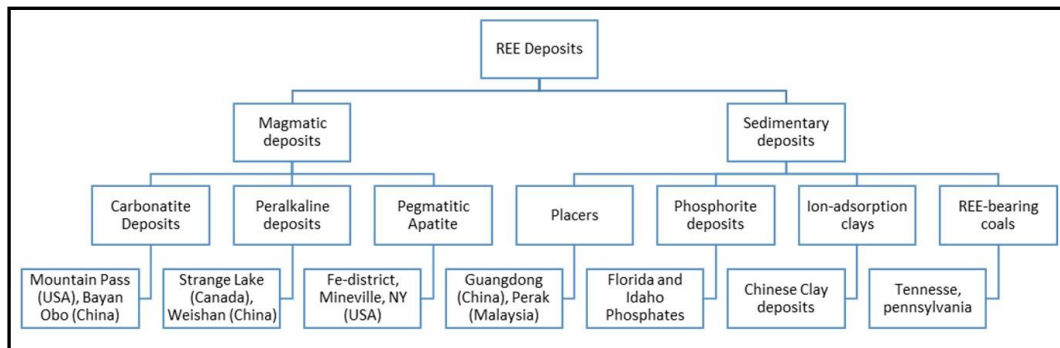 REE Deposits
Magmatic
deposits
Sedimentary
deposits
Carbonatite
Deposits
Peralkaline
deposits
Pegmatitic
Apatite
Placers
Phosphorite
deposits
Ion-adsorption
clays
REE-bearing
coals
Mountain Pass
(USA), Bayan
Obo (China)
Strange Lake
(Canada),
Weishan (China)
Fe-district,
Mineville, NY
(USA)
Guangdong
(China), Perak
(Malaysia)
Florida and
Idaho
Phosphates
Chinese Clay
deposits
Tennesse,
pennsylvania